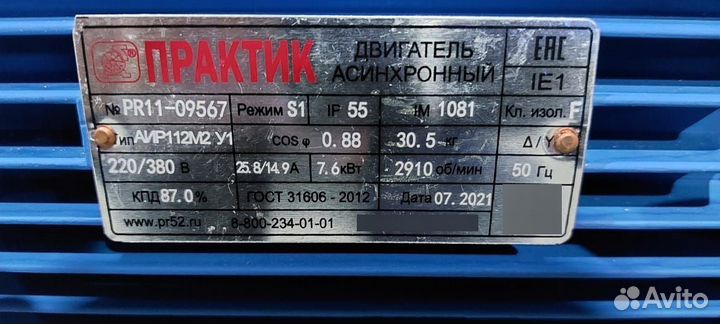 ПРАКТИК ® ДВИГАТЕЛЬ АСИНХРОННЫЙ EAC
IE1
№ PR11-09567 Режим S1 IP 55 IM 1081 Кл. изол. F
Тип АИР112М2 У1 COS φ 0.88 30.5 кг Δ/Y
220/380 В 25.8/14.9 А 7.6 кВт 2910 об/мин 50 Гц
КПД 87.0% ГОСТ 31606-2012 Дата 07.2021
www.pr52.ru 8-800-234-01-01
Avito